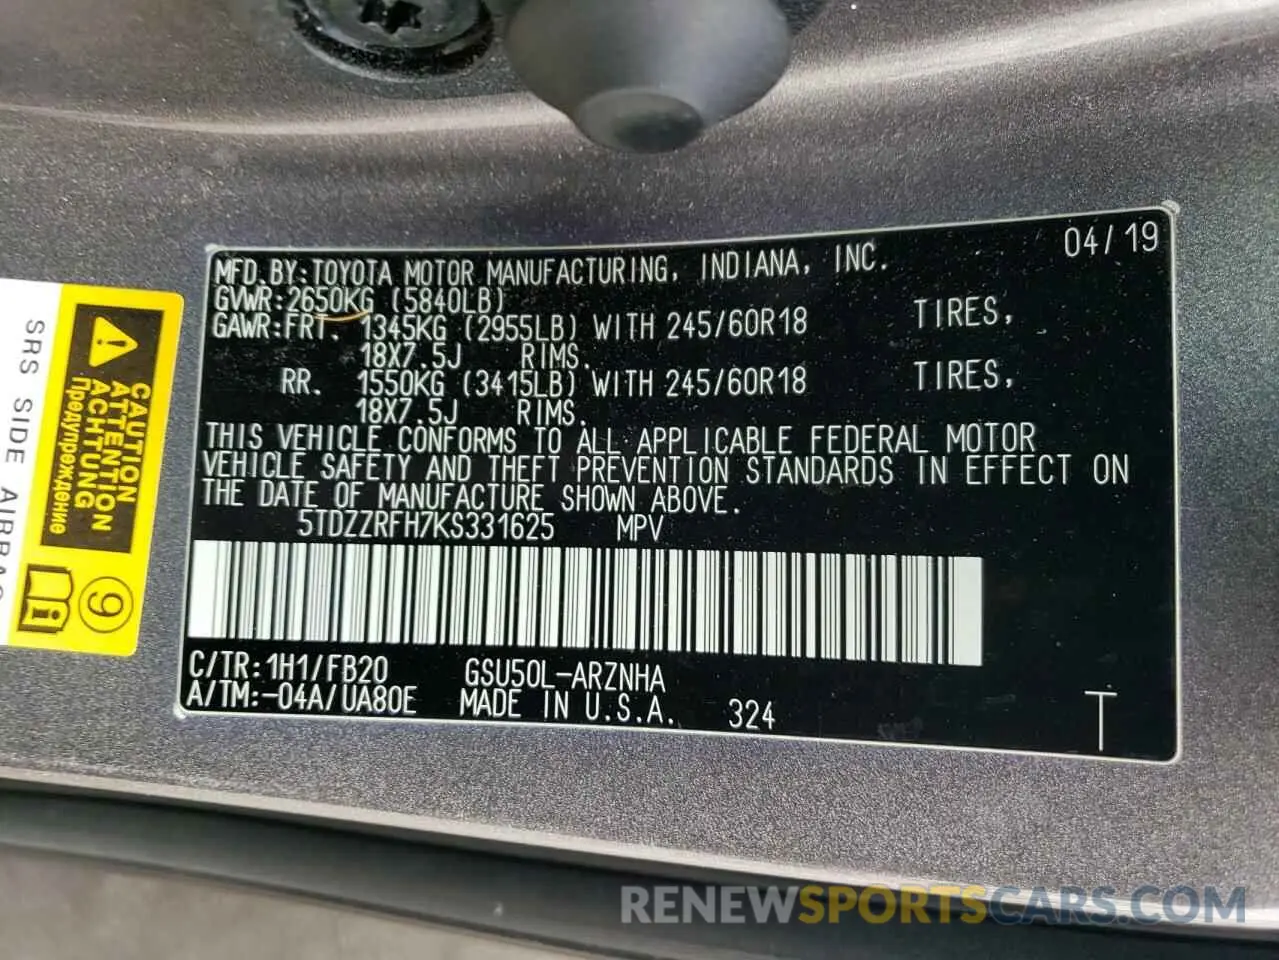 04/19
MFD.BY:TOYOTA MOTOR MANUFACTURING, INDIANA, INC.
GVWR:2650KG (5840LB)
GAWR:FRT. 1345KG (2955LB) WITH 245/60R18 TIRES,
18X7.5J RIMS.
RR. 1550KG (3415LB) WITH 245/60R18 TIRES,
18X7.5J RIMS.
THIS VEHICLE CONFORMS TO ALL APPLICABLE FEDERAL MOTOR
VEHICLE SAFETY AND THEFT PREVENTION STANDARDS IN EFFECT ON
THE DATE OF MANUFACTURE SHOWN ABOVE.
5TDZZRFH7KS331625 MPV
C/TR:1H1/FB20 GSU50L-ARZNHA
A/TM:-04A/UA80E MADE IN U.S.A. 324
T
CAUTION
ATTENTION
ACHTUNG
Предупреждение
9
i
SRS SIDE AIRBAG
RENEWSPORTSCARS.COM